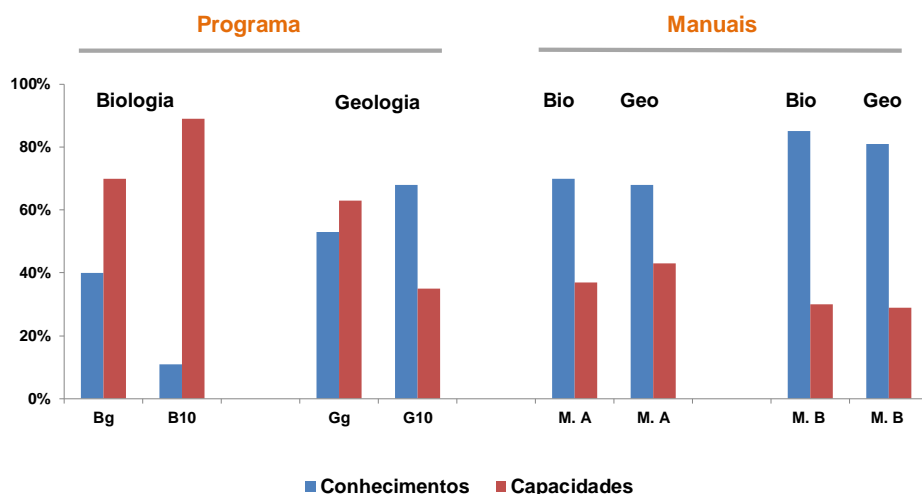 Programa
Manuais
100%
80%
60%
40%
20%
0%
Biologia
Geologia
Bio
Geo
Bio
Geo
Bg
B10
Gg
G10
M. A
M. A
M. B
M. B
Conhecimentos
Capacidades